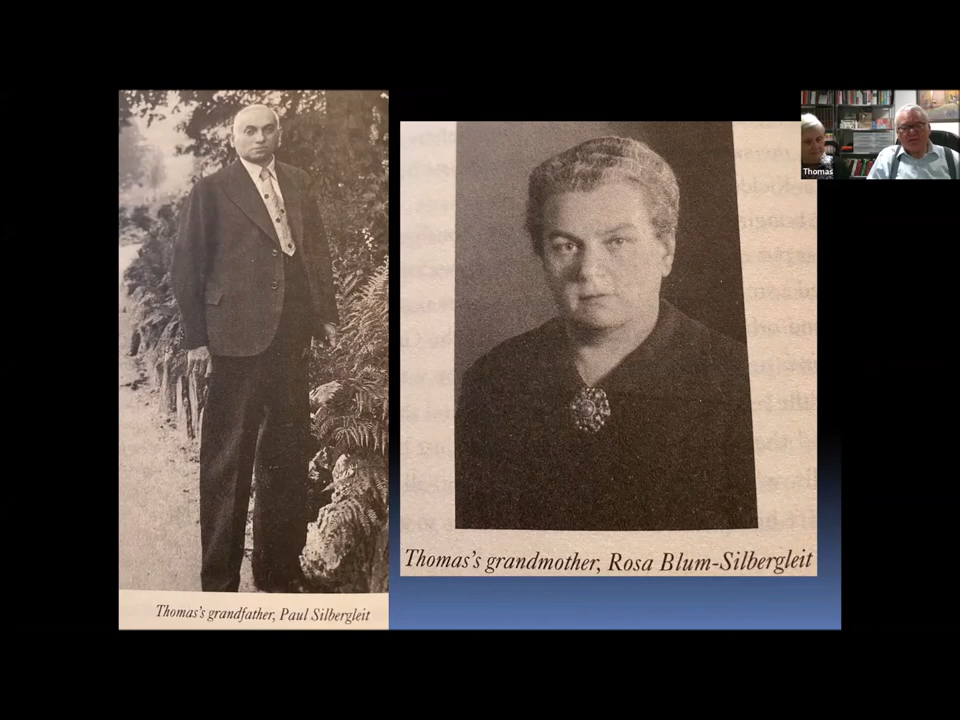 Thomas's grandfather, Paul Silbergleit
Thomas's grandmother, Rosa Blum-Silbergleit
Thomas